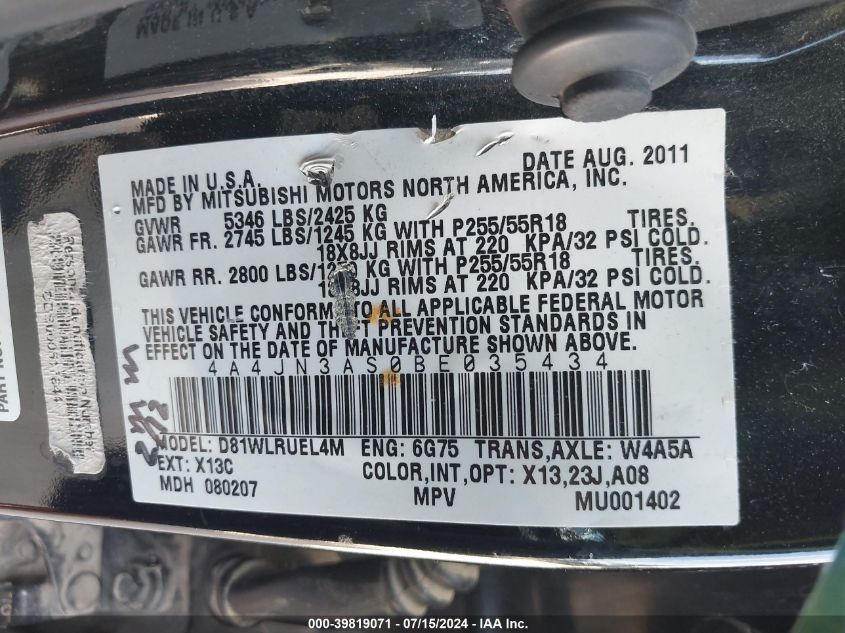 DATE AUG. 2011
MADE IN U.S.A.
MFD BY MITSUBISHI MOTORS NORTH AMERICA, INC.
GVWR 5346 LBS/2425 KG
GAWR FR. 2745 LBS/1245 KG WITH P255/55R18 TIRES.
18X8JJ RIMS AT 220 KPA/32 PSI COLD.
GAWR RR. 2800 LBS/ KG WITH P255/55R18 TIRES.
RIMS AT 220 KPA/32 PSI COLD.
THIS VEHICLE CONFORMS TO ALL APPLICABLE FEDERAL MOTOR
VEHICLE SAFETY AND THEFT PREVENTION STANDARDS IN
EFFECT ON THE DATE OF MANUFACTURE SHOWN ABOVE.
4A4JN3AS0BE035434
MODEL: D81WLRUEL4M ENG: 6G75 TRANS,AXLE: W4A5A
EXT: X13C COLOR,INT,OPT: X13,23J,A08
MDH 080207 MPV MU001402
PART NO.
000-39819071 - 07/15/2024 - IAA Inc.